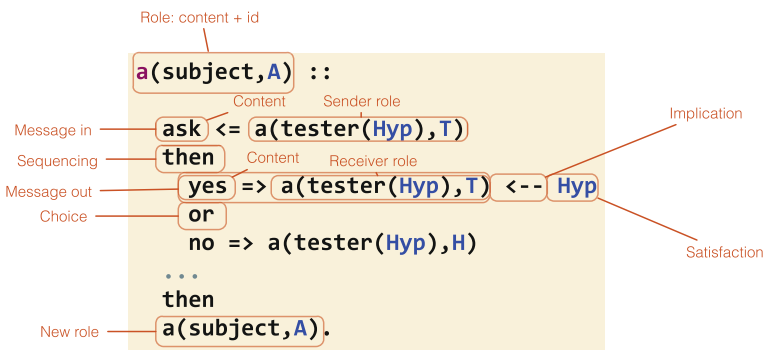 Role: content + id
a(subject,A) ::
Content
Sender role
Implication
Message in
ask <= a(tester(Hyp),T)
Sequencing
then
Content
Receiver role
Message out
yes => a(tester(Hyp),T) <-- Hyp
Choice
or
no => a(tester(Hyp),H)
Satisfaction
...
then
New role
a(subject,A).